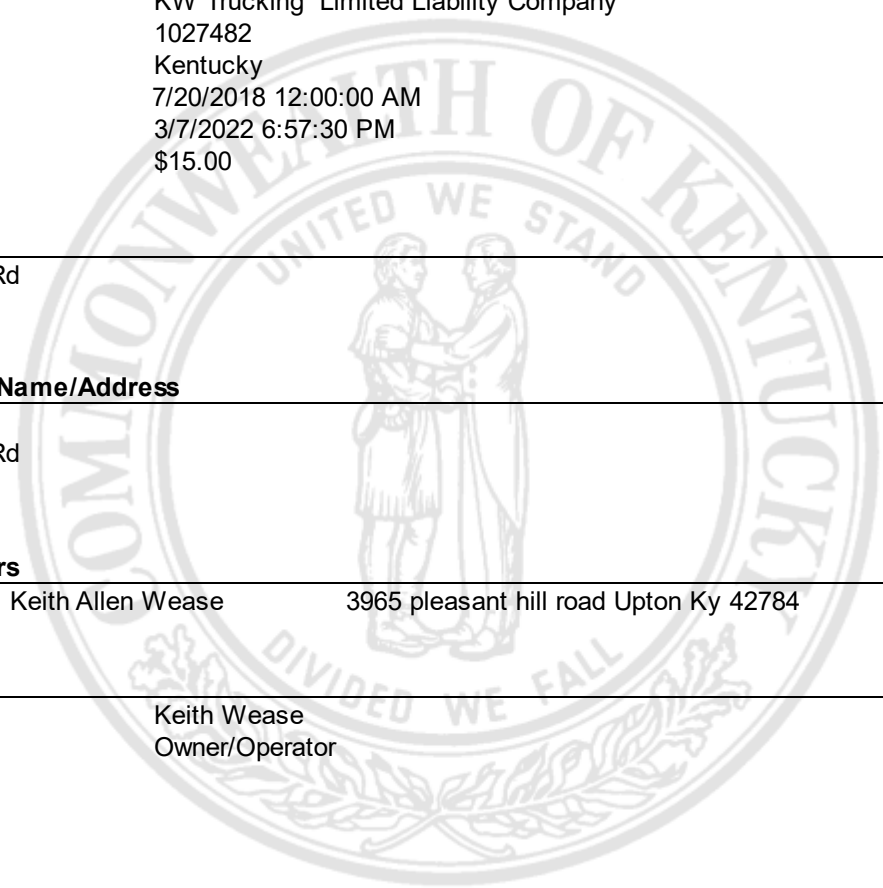 KW Trucking Limited Liability Company
1027482
Kentucky
7/20/2018 12:00:00 AM
3/7/2022 6:57:30 PM
$15.00
Rd
Name/Address
Rd
rs
Keith Allen Wease 3965 pleasant hill road Upton Ky 42784
Keith Wease
Owner/Operator
COMMONWEALTH OF KENTUCKY
UNITED WE STAND
DIVIDED WE FALL